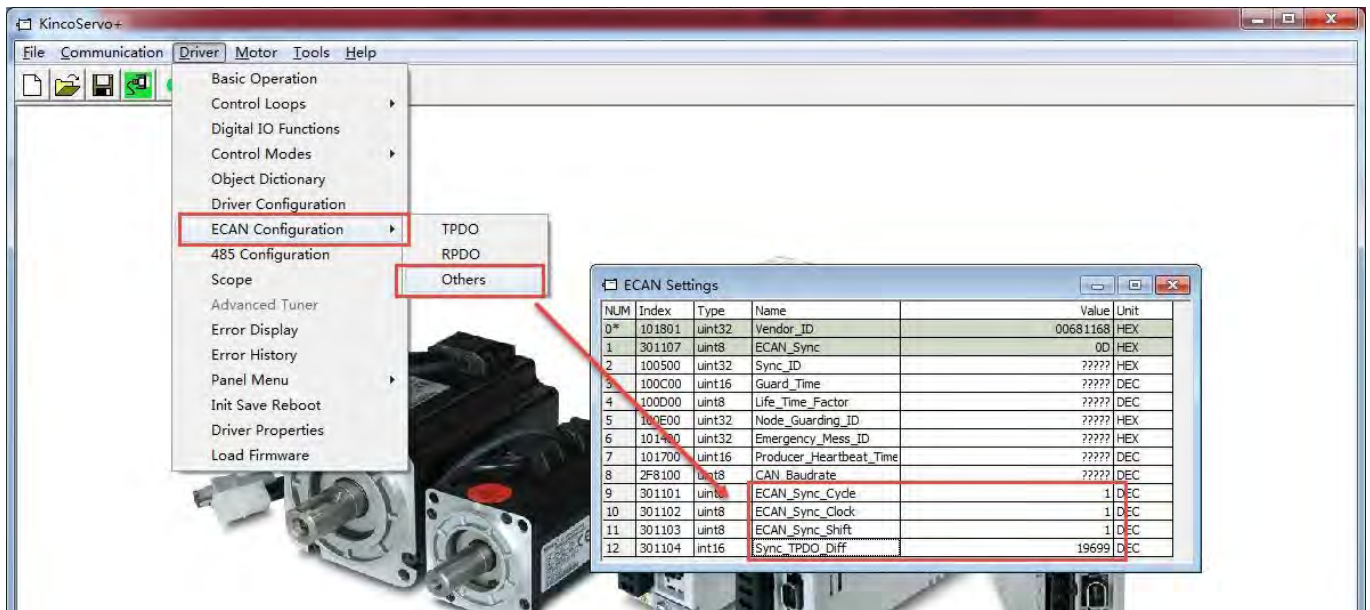 KincoServo+
File Communication Driver Motor Tools Help
Basic Operation
Control Loops
Digital IO Functions
Control Modes
Object Dictionary
Driver Configuration
ECAN Configuration
485 Configuration
Scope
Advanced Tuner
Error Display
Error History
Panel Menu
Init Save Reboot
Driver Properties
Load Firmware
TPDO
RPDO
Others
ECAN Settings
NUM Index Type Name Value Unit
0* 101801 uint32 Vendor_ID 00681168 HEX
1 301107 uint8 ECAN_Sync 0D HEX
2 100500 uint32 Sync_ID ????? HEX
3 100C00 uint16 Guard_Time ????? DEC
4 100D00 uint8 Life_Time_Factor ????? DEC
5 100E00 uint32 Node_Guarding_ID ????? HEX
6 101400 uint32 Emergency_Mess_ID ????? HEX
7 101700 uint16 Producer_Heartbeat_Time ????? DEC
8 2F8100 uint8 CAN_Baudrate ????? DEC
9 301101 uint8 ECAN_Sync_Cycle 1 DEC
10 301102 uint8 ECAN_Sync_Clock 1 DEC
11 301103 uint8 ECAN_Sync_Shift 1 DEC
12 301104 int16 Sync_TPDO_Diff 19699 DEC